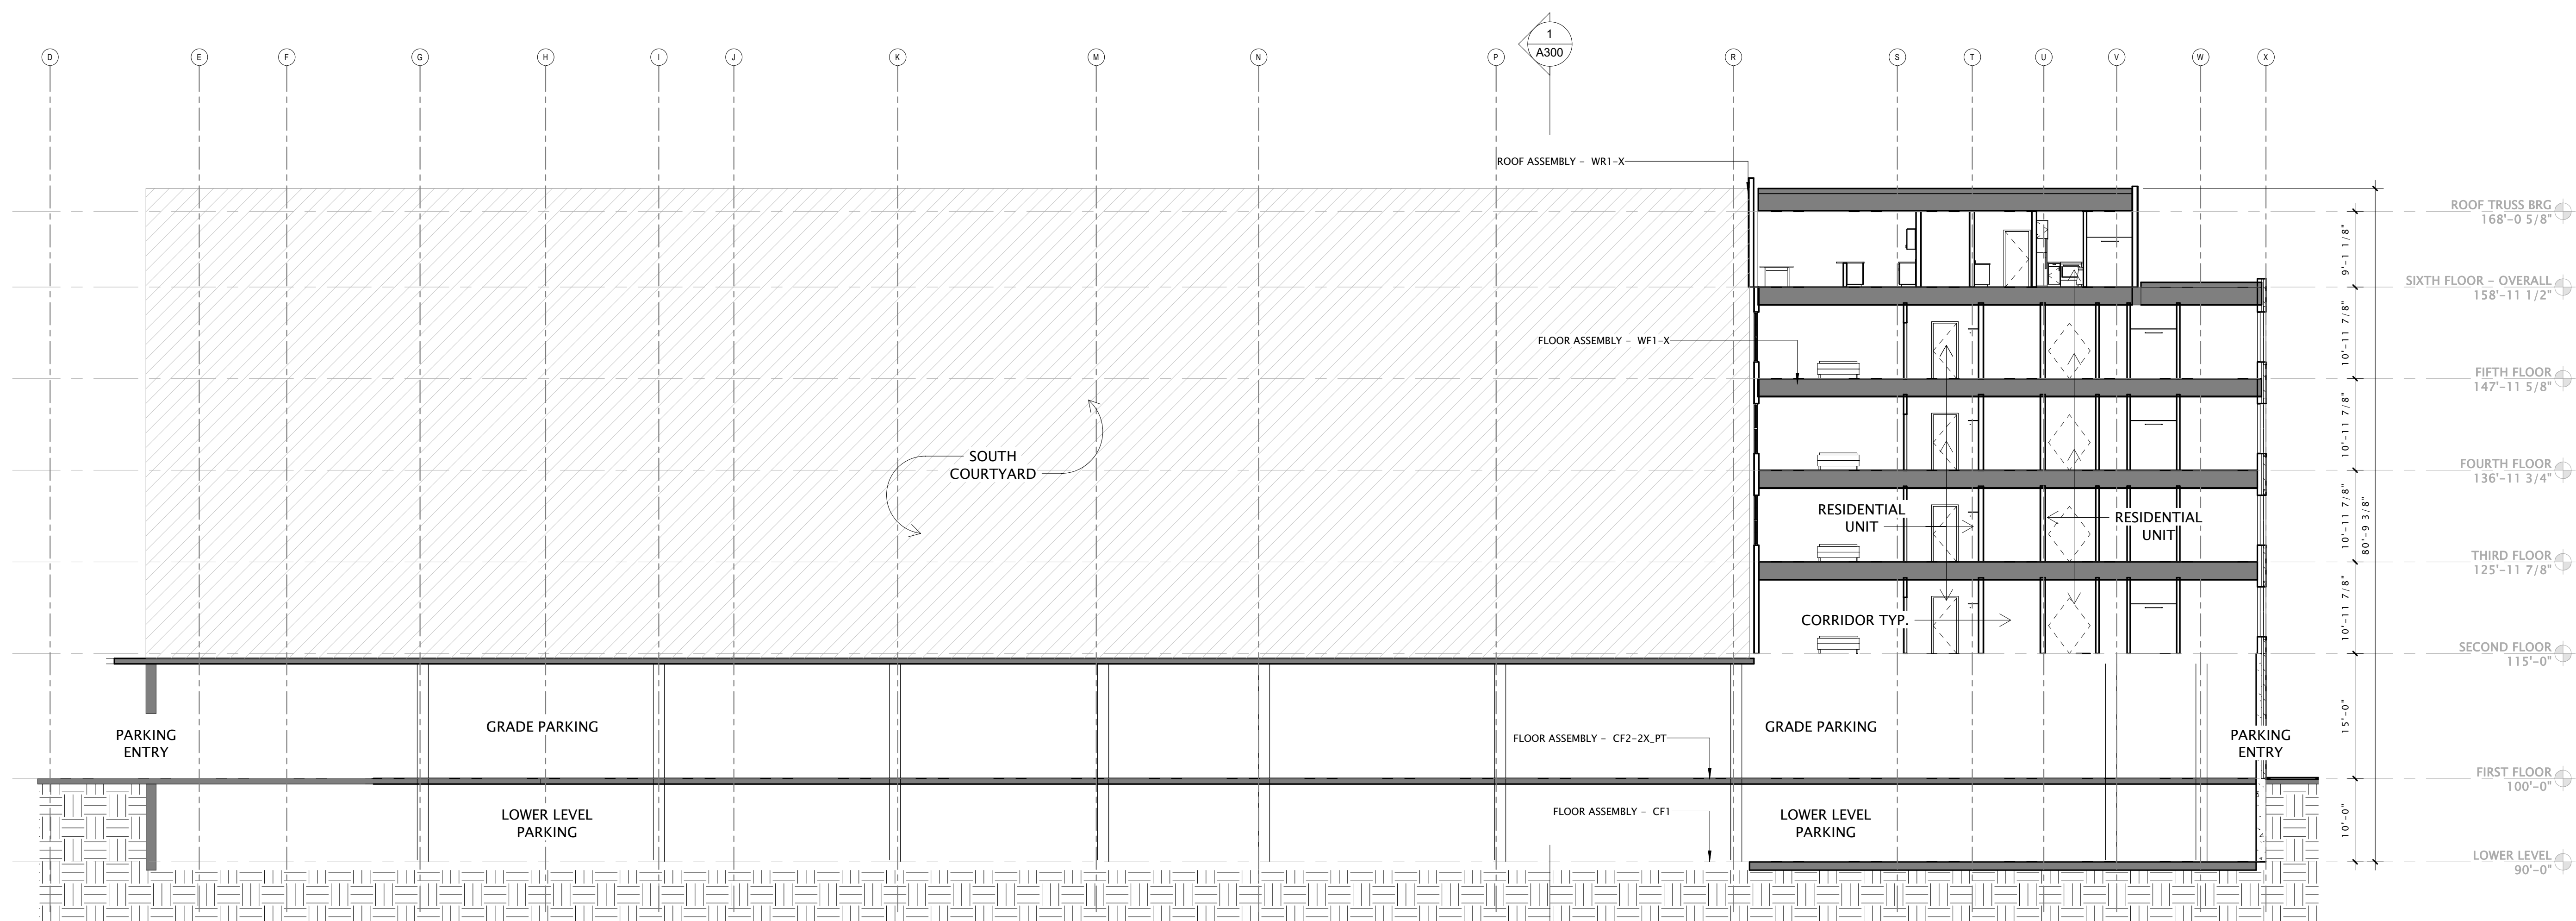 1
A300
D
E
F
G
H
I
J
K
M
N
P
R
S
T
U
V
W
X
ROOF ASSEMBLY - WR1-X
ROOF TRUSS BRG
168'-0 5/8"
9'-1 1/8"
SIXTH FLOOR - OVERALL
158'-11 1/2"
10'-11 7/8"
FLOOR ASSEMBLY - WF1-X
FIFTH FLOOR
147'-11 5/8"
10'-11 7/8"
SOUTH
COURTYARD
FOURTH FLOOR
136'-11 3/4"
10'-11 7/8"
80'-9 3/8"
RESIDENTIAL
UNIT
RESIDENTIAL
UNIT
THIRD FLOOR
125'-11 7/8"
10'-11 7/8"
CORRIDOR TYP.
SECOND FLOOR
115'-0"
15'-0"
PARKING
ENTRY
GRADE PARKING
FLOOR ASSEMBLY - CF2-2X_PT
GRADE PARKING
PARKING
ENTRY
FIRST FLOOR
100'-0"
10'-0"
LOWER LEVEL
PARKING
FLOOR ASSEMBLY - CF1
LOWER LEVEL
PARKING
LOWER LEVEL
90'-0"